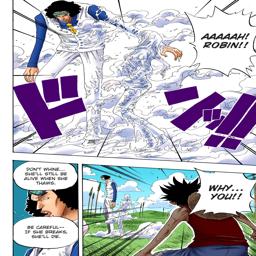 AAAAAH!
ROBIN!!
ドン!!
DON'T WHINE...
SHE'LL STILL BE
ALIVE WHEN SHE
THAWS.
BE CAREFUL--
IF SHE BREAKS,
SHE'LL DIE.
WHY...
YOU!!